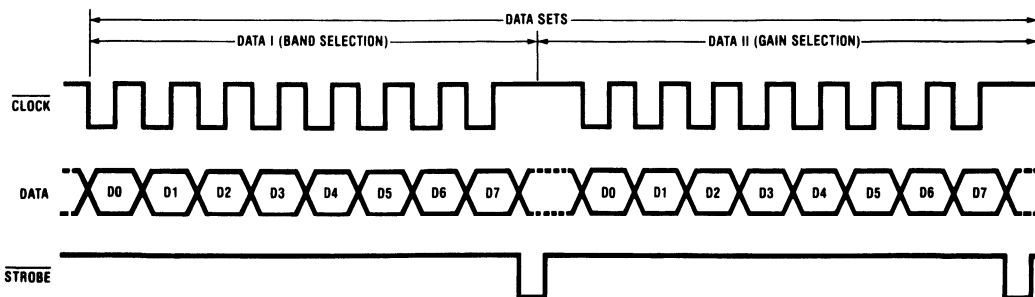 DATA SETS
DATA I (BAND SELECTION)
DATA II (GAIN SELECTION)
CLOCK
DATA
D0 D1 D2 D3 D4 D5 D6 D7 D0 D1 D2 D3 D4 D5 D6 D7
STROBE